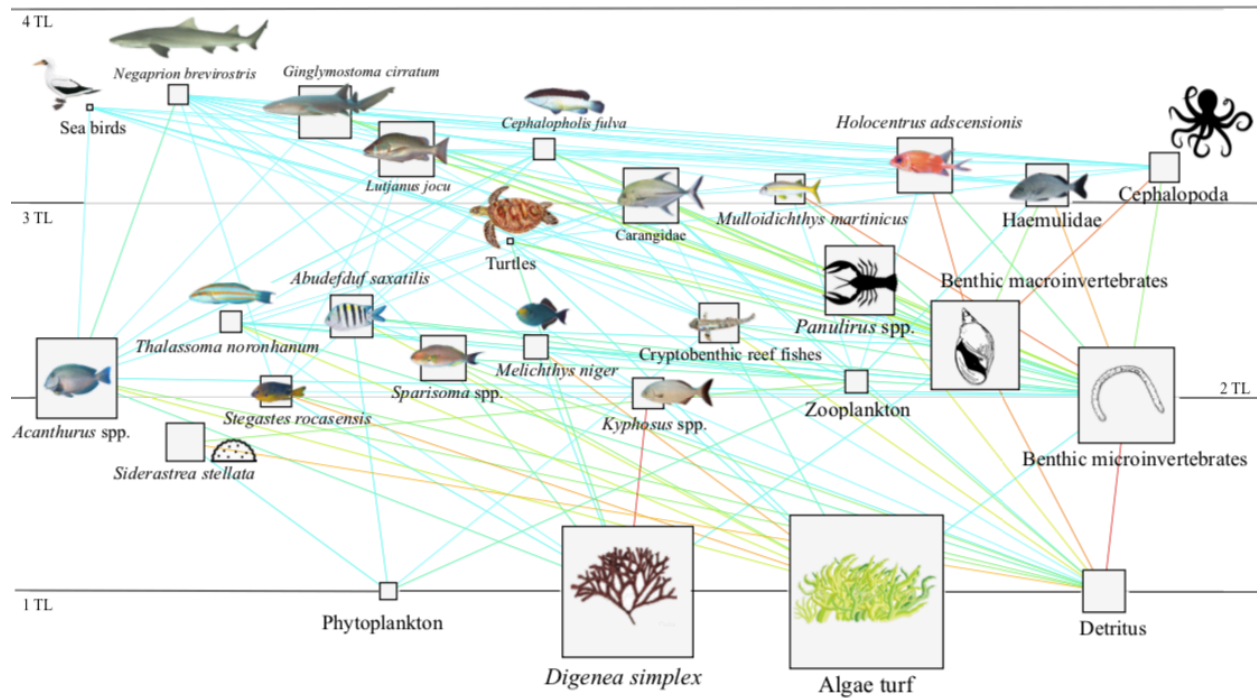 4 TL
Negaprion brevirostris
Ginglymostoma cirratum
Sea birds
Cephalopholis fulva
Holocentrus adscensionis
Lutjanus jocu
Cephalopoda
3 TL
Mulloidichthys martinicus
Haemulidae
Carangidae
Turtles
Abudefduf saxatilis
Benthic macroinvertebrates
Panulirus spp.
Thalassoma noronhanum
Cryptobenthic reef fishes
Melichthys niger
Sparisoma spp.
2 TL
Zooplankton
Stegastes rocasensis
Kyphosus spp.
Acanthurus spp.
Benthic microinvertebrates
Siderastrea stellata
1 TL
Phytoplankton
Detritus
Digenea simplex
Algae turf